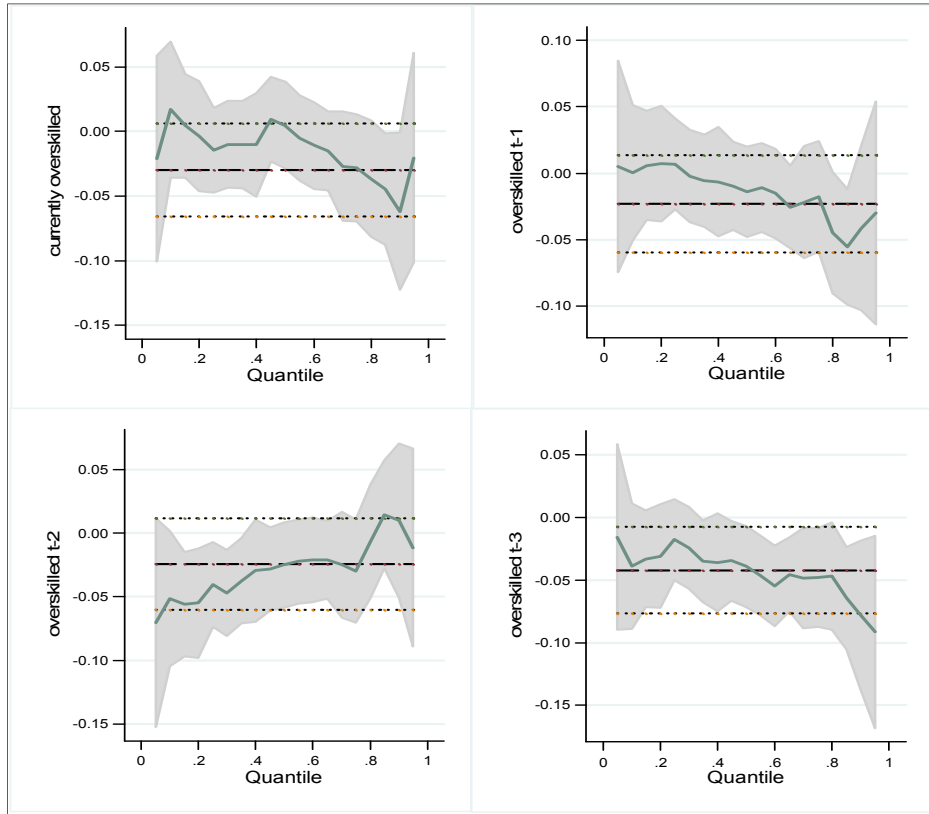 currently overskilled
0.05
0.00
-0.05
-0.10
-0.15
0 .2 .4 .6 .8 1
Quantile
overskilled t-1
0.10
0.05
0.00
-0.05
-0.10
0 .2 .4 .6 .8 1
Quantile
overskilled t-2
0.05
0.00
-0.05
-0.10
-0.15
0 .2 .4 .6 .8 1
Quantile
overskilled t-3
0.05
0.00
-0.05
-0.10
-0.15
0 .2 .4 .6 .8 1
Quantile